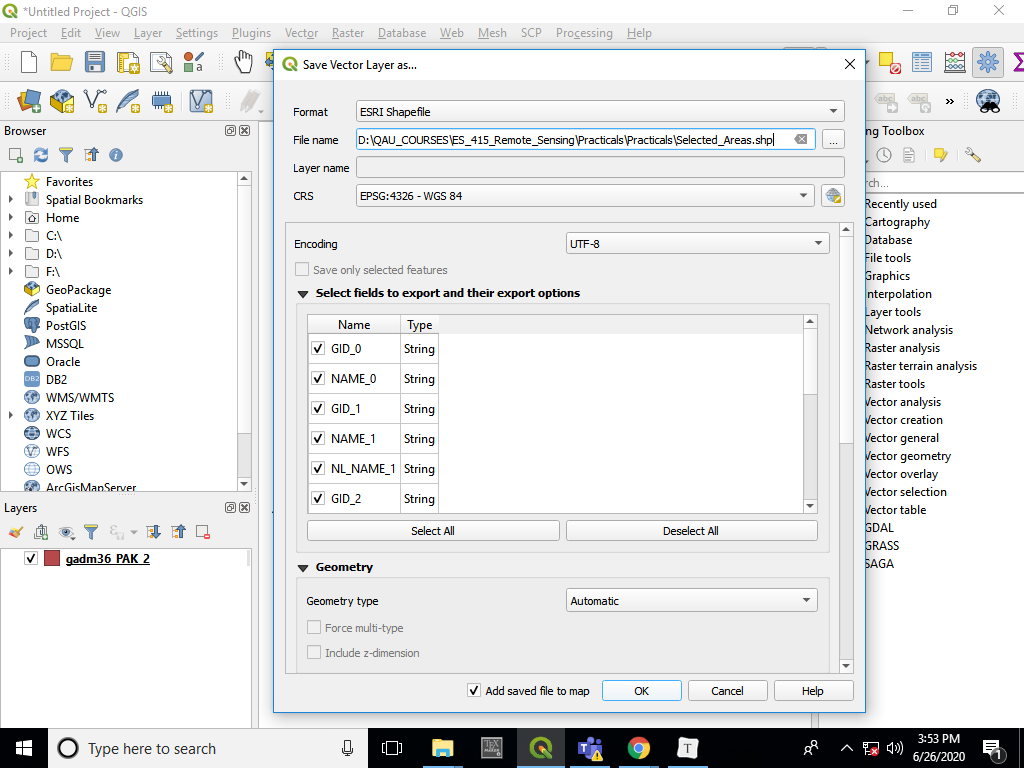 *Untitled Project - QGIS
Project Edit View Layer Settings Plugins Vector Raster Database Web Mesh SCP Processing Help
Save Vector Layer as...
Format
ESRI Shapefile
File name
D:\QAU_COURSES\ES_415_Remote_Sensing\Practicals\Practicals\Selected_Areas.shp
...
Layer name
CRS
EPSG:4326 - WGS 84
Encoding
UTF-8
Save only selected features
Select fields to export and their export options
Name Type
GID_0 String
NAME_0 String
GID_1 String
NAME_1 String
NL_NAME_1 String
GID_2 String
Select All
Deselect All
Geometry
Geometry type
Automatic
Force multi-type
Include z-dimension
Add saved file to map
OK
Cancel
Help
Browser
Favorites
Spatial Bookmarks
Home
C:\
D:\
F:\
GeoPackage
SpatiaLite
PostGIS
MSSQL
Oracle
DB2
DB2
WMS/WMTS
XYZ Tiles
WCS
WFS
OWS
ArcGisMapServer
Layers
gadm36_PAK_2
abc
abc
»
ng Toolbox
rch...
Recently used
Cartography
Database
File tools
Graphics
Interpolation
Layer tools
Network analysis
Raster analysis
Raster terrain analysis
Raster tools
Vector analysis
Vector creation
Vector general
Vector geometry
Vector overlay
Vector selection
Vector table
GDAL
GRASS
SAGA
Type here to search
TEX
MAKER
T
T
3:53 PM
6/26/2020
1